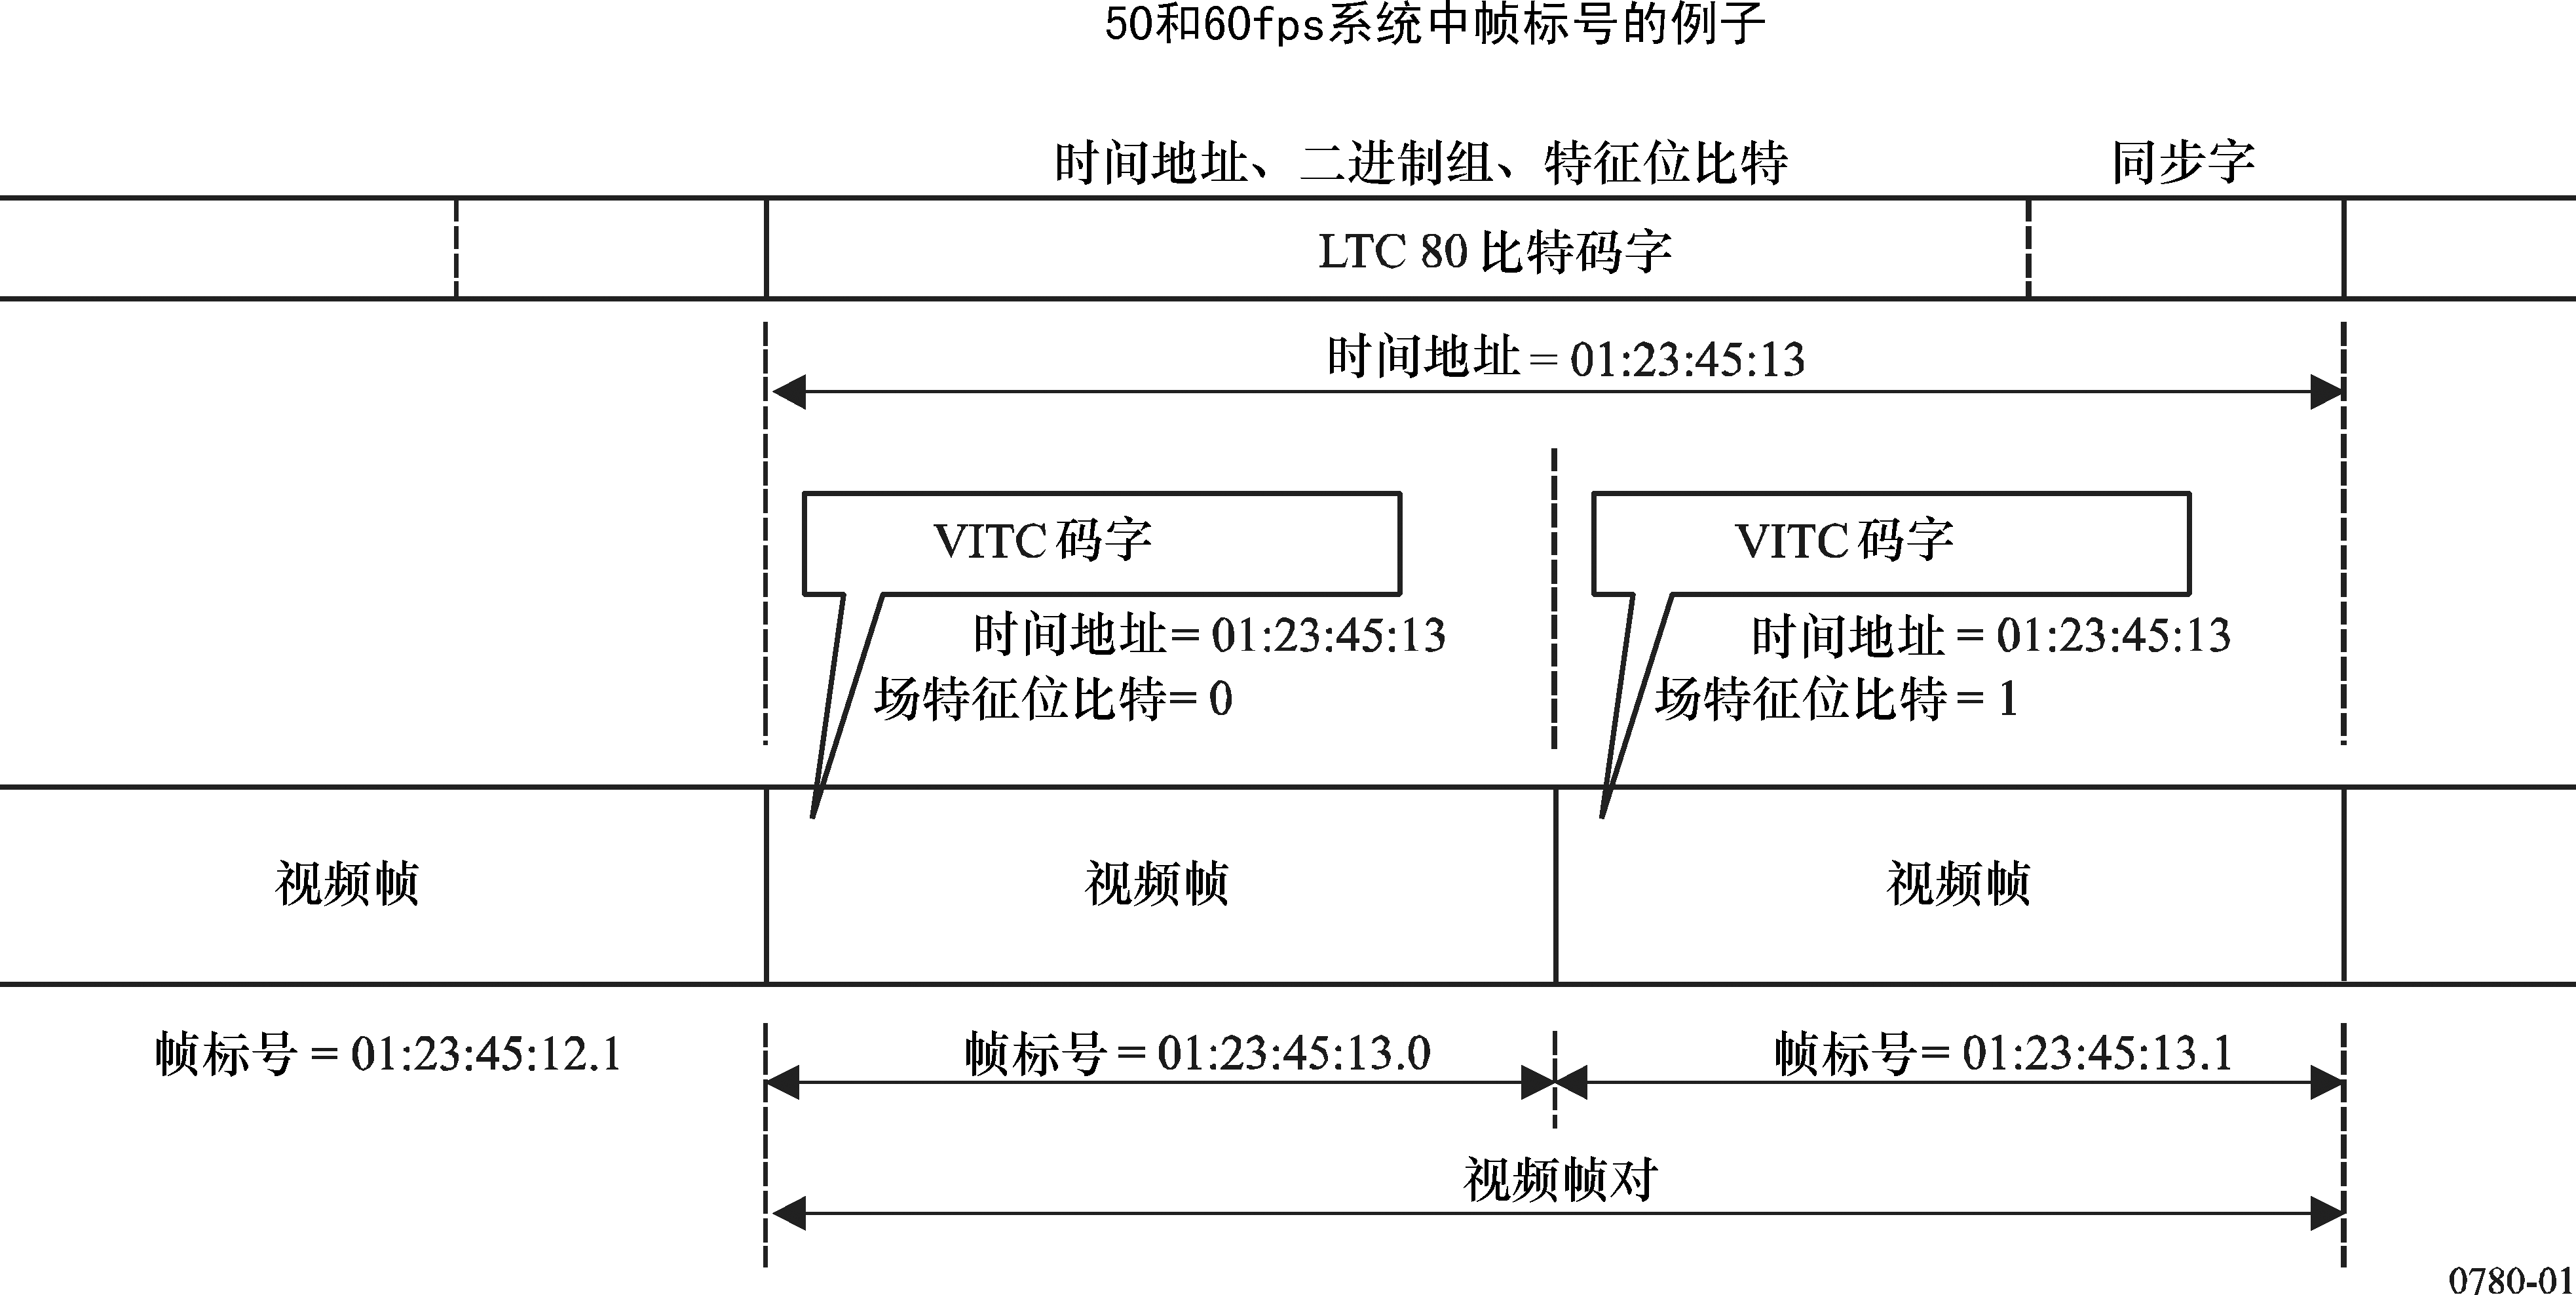 50和60fps系统中帧标号的例子
时间地址、二进制组、特征位比特 同步字
LTC 80 比特码字
时间地址 = 01:23:45:13
VITC 码字 VITC 码字
时间地址 = 01:23:45:13 时间地址 = 01:23:45:13
场特征位比特 = 0 场特征位比特 = 1
视频帧 视频帧 视频帧
帧标号 = 01:23:45:12.1 帧标号 = 01:23:45:13.0 帧标号 = 01:23:45:13.1
视频帧对
0780-01